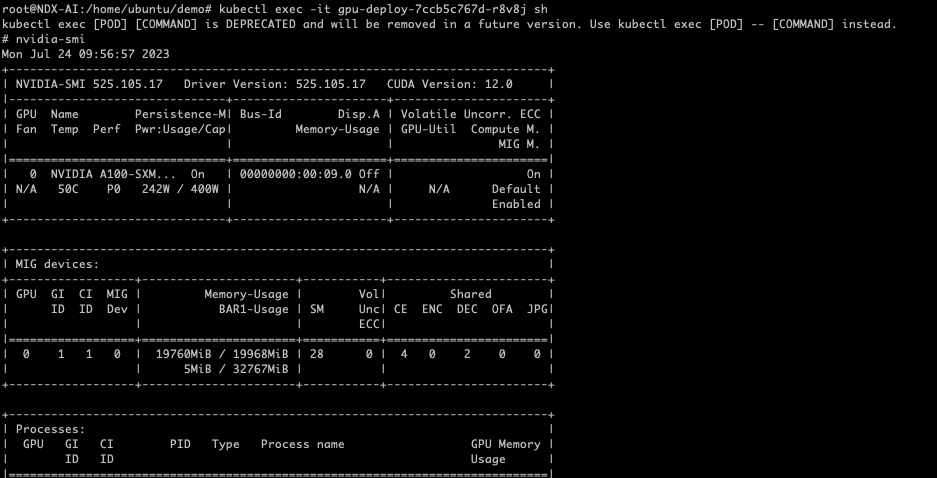 root@NDX-AI:/home/ubuntu/demo# kubectl exec -it gpu-deploy-7ccb5c767d-r8v8j sh
kubectl exec [POD] [COMMAND] is DEPRECATED and will be removed in a future version. Use kubectl exec [POD] -- [COMMAND] instead.
# nvidia-smi
Mon Jul 24 09:56:57 2023
+-----------------------------------------------------------------------------+
| NVIDIA-SMI 525.105.17   Driver Version: 525.105.17   CUDA Version: 12.0     |
|-------------------------------+----------------------+----------------------+
| GPU  Name        Persistence-M| Bus-Id        Disp.A | Volatile Uncorr. ECC |
| Fan  Temp  Perf  Pwr:Usage/Cap|         Memory-Usage | GPU-Util  Compute M. |
|                               |                      |               MIG M. |
|===============================+======================+======================|
|   0  NVIDIA A100-SXM...  On   | 00000000:00:09.0 Off |                   On |
| N/A   50C    P0   242W / 400W |                  N/A |     N/A      Default |
|                               |                      |              Enabled |
+-------------------------------+----------------------+----------------------+

+-----------------------------------------------------------------------------+
| MIG devices:                                                                |
+------------------+----------------------+-----------+-----------------------+
| GPU  GI  CI  MIG |         Memory-Usage |        Vol|         Shared        |
|      ID  ID  Dev |           BAR1-Usage | SM     Unc| CE  ENC  DEC  OFA  JPG|
|                  |                      |        ECC|                       |
|==================+======================+===========+=======================|
|  0    1   1   0  |  19760MiB / 19968MiB | 28      0 |  4   0    2    0    0 |
|                  |      5MiB / 32767MiB |           |                       |
+------------------+----------------------+-----------+-----------------------+

+-----------------------------------------------------------------------------+
| Processes:                                                                  |
|  GPU   GI   CI        PID   Type   Process name                  GPU Memory |
|        ID   ID                                                   Usage      |
|=============================================================================|